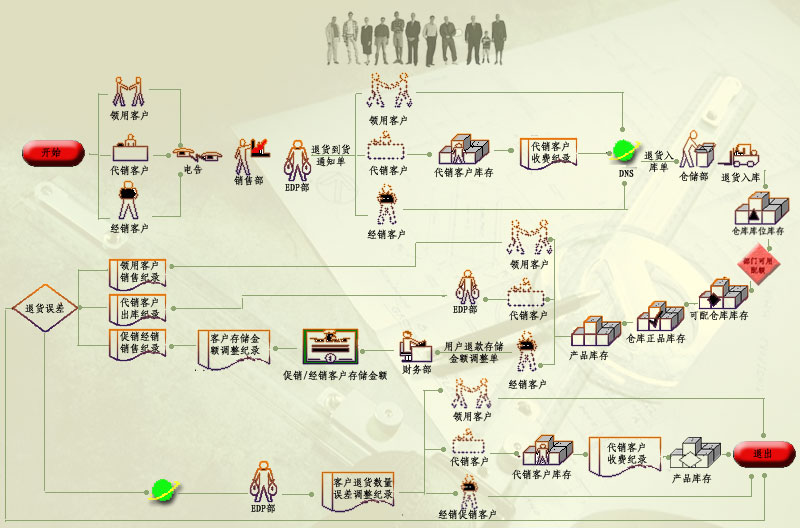 开始
领用客户
代销客户
经销客户
电告
销售部
EDP部
退货到货
通知单
领用客户
代销客户
经销客户
代销客户库存
代销客户
收费纪录
DNS
退货入
库单
仓储部
退货入库
仓库库位库存
部门可用
配额
可配仓库库存
仓库正品库存
产品库存
领用客户
代销客户
经销客户
EDP部
用户退款存储
金额调整单
财务部
促销/经销客户存储金额
客户存储金
额调整纪录
领用客户
销售纪录
代销客户
出库纪录
促销经销
销售纪录
退货误差
EDP部
客户退货数量
误差调整纪录
领用客户
代销客户
经销促销客户
代销客户库存
代销客户
收费纪录
产品库存
退出